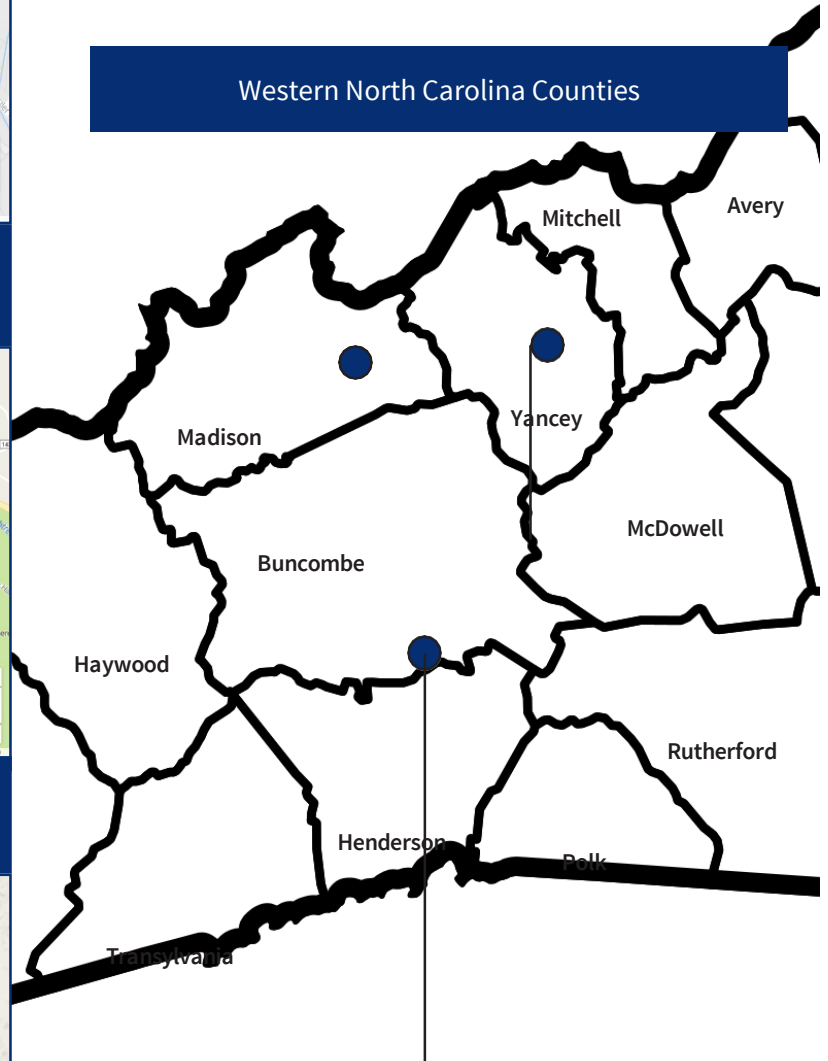 Western North Carolina Counties
Avery
Mitchell
Yancey
Madison
McDowell
Buncombe
Haywood
Rutherford
Henderson
Polk
Transylvania